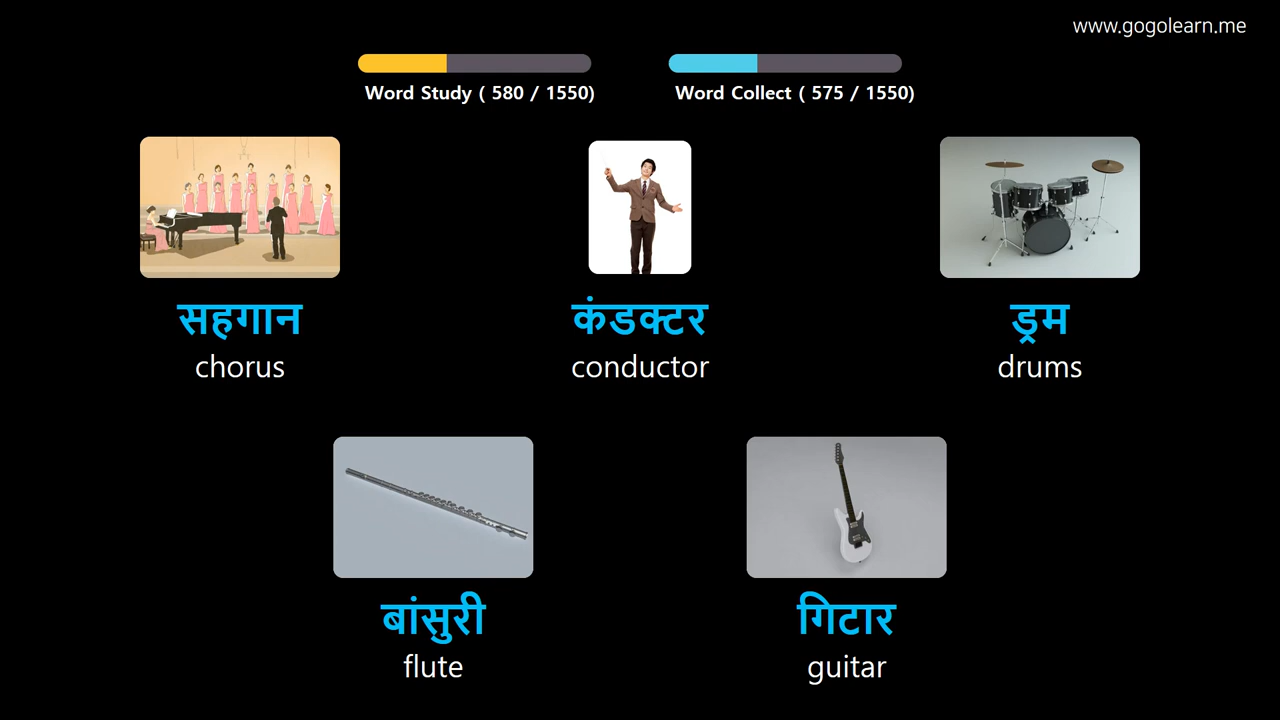 www.gogolearn.me
Word Study ( 580 / 1550)
Word Collect ( 575 / 1550)
सहगान
chorus
कंडक्टर
conductor
ड्रम
drums
बांसुरी
flute
गिटार
guitar